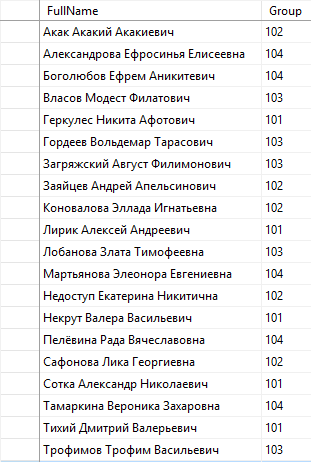 FullName Group
Акак Акакий Акакиевич 102
Александрова Ефросинья Елисеевна 104
Боголюбов Ефрем Аникитевич 104
Власов Модест Филатович 103
Геркулес Никита Афотович 101
Гордеев Вольдемар Тарасович 103
Загряжский Август Филимонович 103
Заяйцев Андрей Апельсинович 102
Коновалова Эллада Игнатьевна 102
Лирик Алексей Андреевич 101
Лобанова Злата Тимофеевна 103
Мартьянова Элеонора Евгениевна 104
Недоступ Екатерина Никитична 102
Некрут Валера Васильевич 101
Пелёвина Рада Вячеславовна 104
Сафонова Лика Георгиевна 102
Сотка Александр Николаевич 101
Тамаркина Вероника Захаровна 104
Тихий Дмитрий Валерьевич 101
Трофимов Трофим Васильевич 103